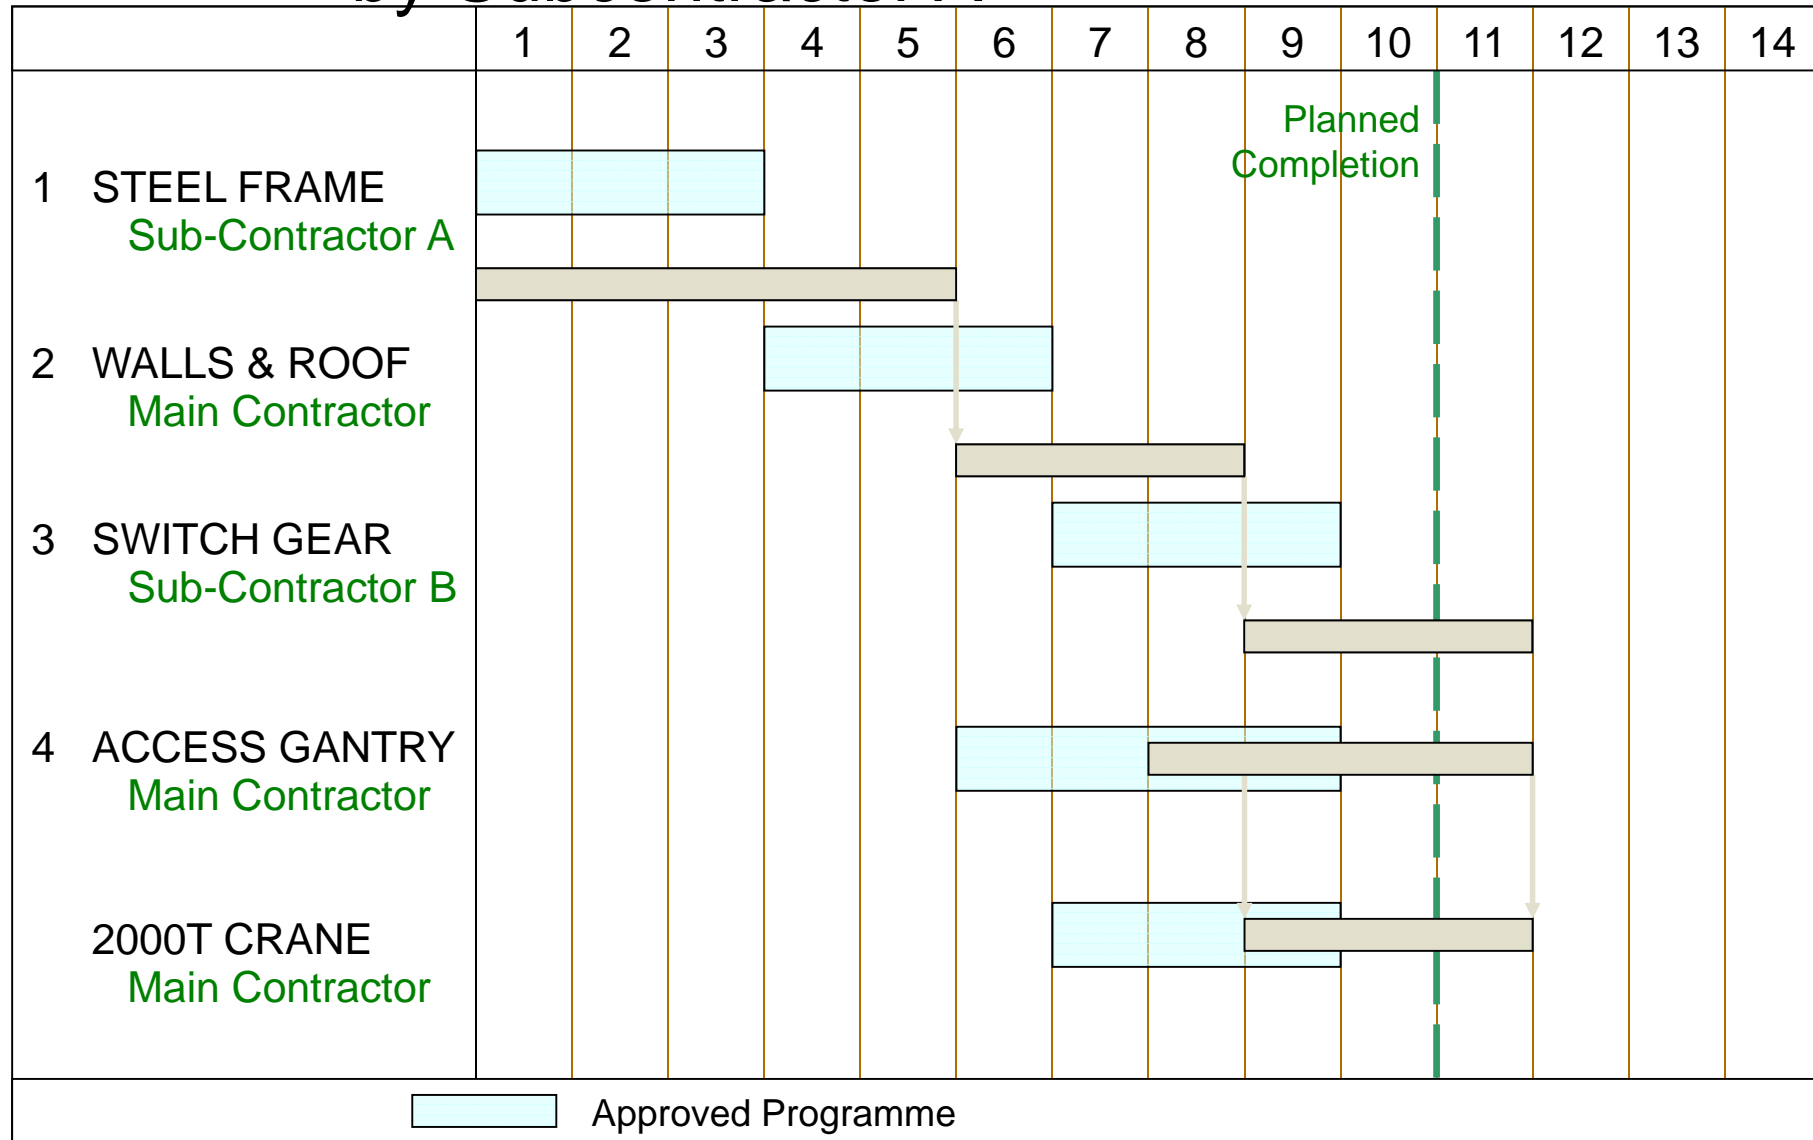 by Subcontractor A
1 2 3 4 5 6 7 8 9 10 11 12 13 14
Planned
Completion
1 STEEL FRAME
Sub-Contractor A
2 WALLS & ROOF
Main Contractor
3 SWITCH GEAR
Sub-Contractor B
4 ACCESS GANTRY
Main Contractor
2000T CRANE
Main Contractor
Approved Programme